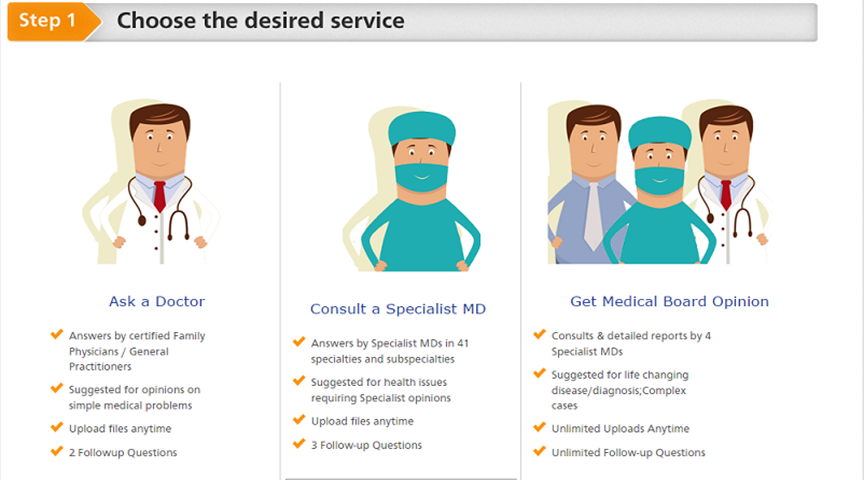 Step 1
Choose the desired service
Ask a Doctor
Answers by certified Family
Physicians / General
Practitioners
Suggested for opinions on
simple medical problems
Upload files anytime
2 Followup Questions
Consult a Specialist MD
Answers by Specialist MDs in 41
specialties and subspecialties
Suggested for health issues
requiring Specialist opinions
Upload files anytime
3 Follow-up Questions
Get Medical Board Opinion
Consults & detailed reports by 4
Specialist MDs
Suggested for life changing
disease/diagnosis;Complex
cases
Unlimited Uploads Anytime
Unlimited Follow-up Questions